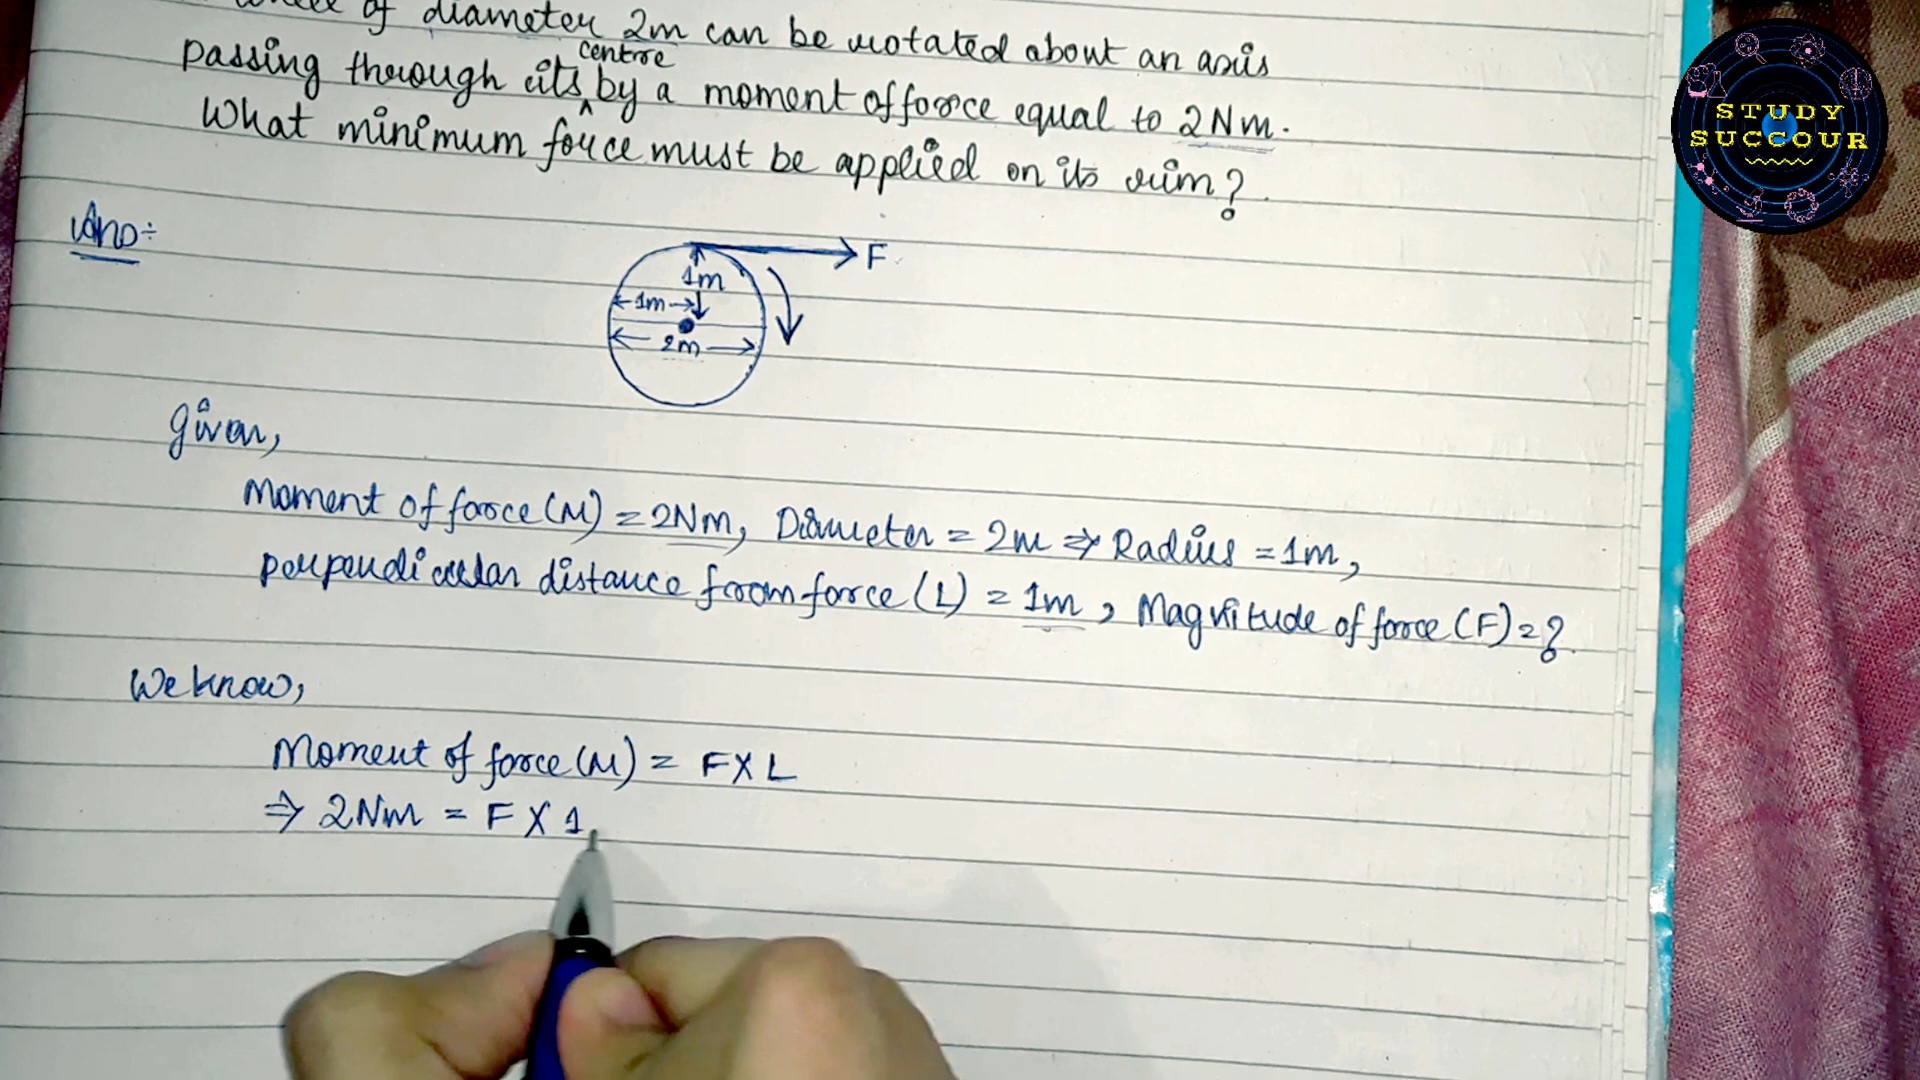 of diameter 2m can be rotated about an axis
passing through its centre by a moment of force equal to 2Nm.
What minimum force must be applied on its rim?
Ans÷
F
1m
1m
2m
Given,
Moment of force (M) = 2Nm, Diameter = 2m ⇒ Radius = 1m,
perpendicular distance from force (L) = 1m, Magnitude of force (F) = ?
We know,
Moment of force (M) = F X L
⇒ 2Nm = F X 1
STUDY
SUCCOUR